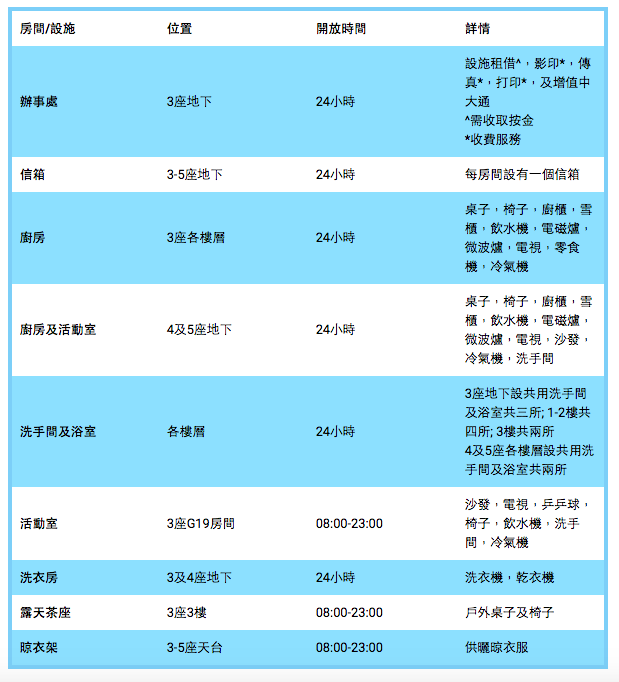 房間/設施 位置 開放時間 詳情
辦事處 3座地下 24小時 設施租借^，影印*，傳
真*，打印*，及增值中
大通
^需收取按金
*收費服務
信箱 3-5座地下 24小時 每房間設有一個信箱
廚房 3座各樓層 24小時 桌子，椅子，廚櫃，雪
櫃，飲水機，電磁爐，
微波爐，電視，零食
機，冷氣機
廚房及活動室 4及5座地下 24小時 桌子，椅子，廚櫃，雪
櫃，飲水機，電磁爐，
微波爐，電視，沙發，
冷氣機，洗手間
洗手間及浴室 各樓層 24小時 3座地下設共用洗手間
及浴室共三所; 1-2樓共
四所; 3樓共兩所
4及5座各樓層設共用洗
手間及浴室共兩所
活動室 3座G19房間 08:00-23:00 沙發，電視，乒乒球，
椅子，飲水機，洗手
間，冷氣機
洗衣房 3及4座地下 24小時 洗衣機，乾衣機
露天茶座 3座3樓 08:00-23:00 戶外桌子及椅子
晾衣架 3-5座天台 08:00-23:00 供曬晾衣服